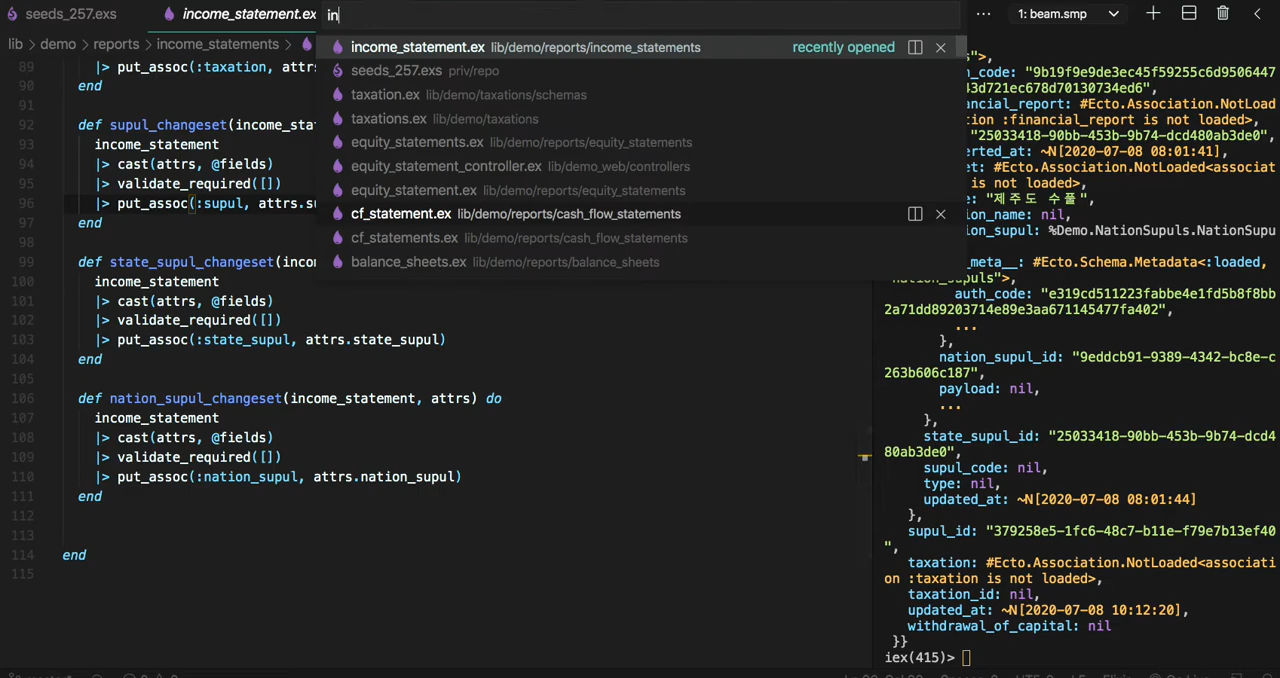 seeds_257.exs
income_statement.ex
in
1: beam.smp
lib > demo > reports > income_statements >
income_statement.ex lib/demo/reports/income_statements recently opened
seeds_257.exs priv/repo
taxation.ex lib/demo/taxations/schemas
taxations.ex lib/demo/taxations
equity_statements.ex lib/demo/reports/equity_statements
equity_statement_controller.ex lib/demo_web/controllers
equity_statement.ex lib/demo/reports/equity_statements
cf_statement.ex lib/demo/reports/cash_flow_statements
cf_statements.ex lib/demo/reports/cash_flow_statements
balance_sheets.ex lib/demo/reports/balance_sheets
89 |> put_assoc(:taxation, attrs
90 end
91
92 def supul_changeset(income_sta
93 income_statement
94 |> cast(attrs, @fields)
95 |> validate_required([])
96 |> put_assoc(:supul, attrs.su
97 end
98
99 def state_supul_changeset(incom
100 income_statement
101 |> cast(attrs, @fields)
102 |> validate_required([])
103 |> put_assoc(:state_supul, attrs.state_supul)
104 end
105
106 def nation_supul_changeset(income_statement, attrs) do
107 income_statement
108 |> cast(attrs, @fields)
109 |> validate_required([])
110 |> put_assoc(:nation_supul, attrs.nation_supul)
111 end
112
113
114 end
115
s">,
_code: "9b19f9e9de3ec45f59255c6d9506447
43d721ec678d70130734ed6",
ancial_report: #Ecto.Association.NotLoad
tion :financial_report is not loaded>,
"25033418-90bb-453b-9b74-dcd480ab3de0",
erted_at: ~N[2020-07-08 08:01:41],
et: #Ecto.Association.NotLoaded<associat
is not loaded>,
e: "제주도 수풀",
ion_name: nil,
ion_supul: %Demo.NationSupuls.NationSupu
_meta__: #Ecto.Schema.Metadata<:loaded,
"nation_supuls">,
auth_code: "e319cd511223fabbe4e1fd5b8f8bb
2a71dd89203714e89e3aa671145477fa402",
...
},
nation_supul_id: "9eddcb91-9389-4342-bc8e-c
263b606c187",
payload: nil,
...
},
state_supul_id: "25033418-90bb-453b-9b74-dcd4
80ab3de0",
supul_code: nil,
type: nil,
updated_at: ~N[2020-07-08 08:01:44]
},
supul_id: "379258e5-1fc6-48c7-b11e-f79e7b13ef40
",
taxation: #Ecto.Association.NotLoaded<associati
on :taxation is not loaded>,
taxation_id: nil,
updated_at: ~N[2020-07-08 10:12:20],
withdrawal_of_capital: nil
}}
iex(415)>